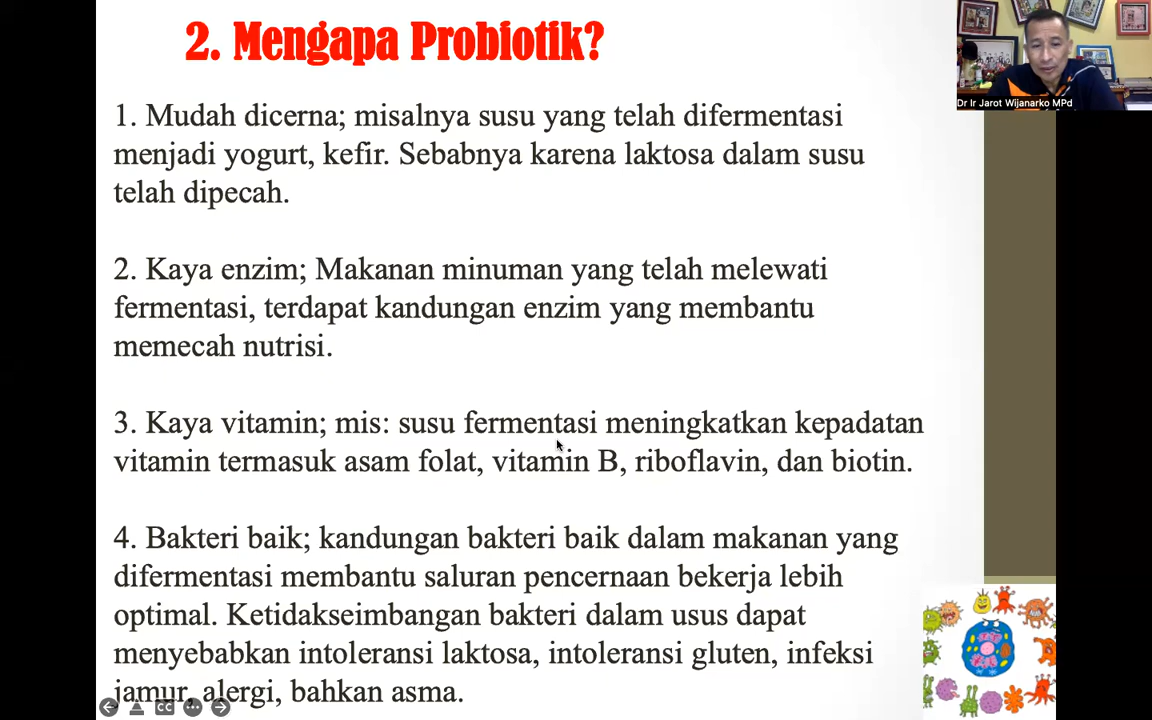 2. Mengapa Probiotik?
Dr Ir Jarot Wijanarko MPd
1. Mudah dicerna; misalnya susu yang telah difermentasi
menjadi yogurt, kefir. Sebabnya karena laktosa dalam susu
telah dipecah.
2. Kaya enzim; Makanan minuman yang telah melewati
fermentasi, terdapat kandungan enzim yang membantu
memecah nutrisi.
3. Kaya vitamin; mis: susu fermentasi meningkatkan kepadatan
vitamin termasuk asam folat, vitamin B, riboflavin, dan biotin.
4. Bakteri baik; kandungan bakteri baik dalam makanan yang
difermentasi membantu saluran pencernaan bekerja lebih
optimal. Ketidakseimbangan bakteri dalam usus dapat
menyebabkan intoleransi laktosa, intoleransi gluten, infeksi
jamur, alergi, bahkan asma.
CC